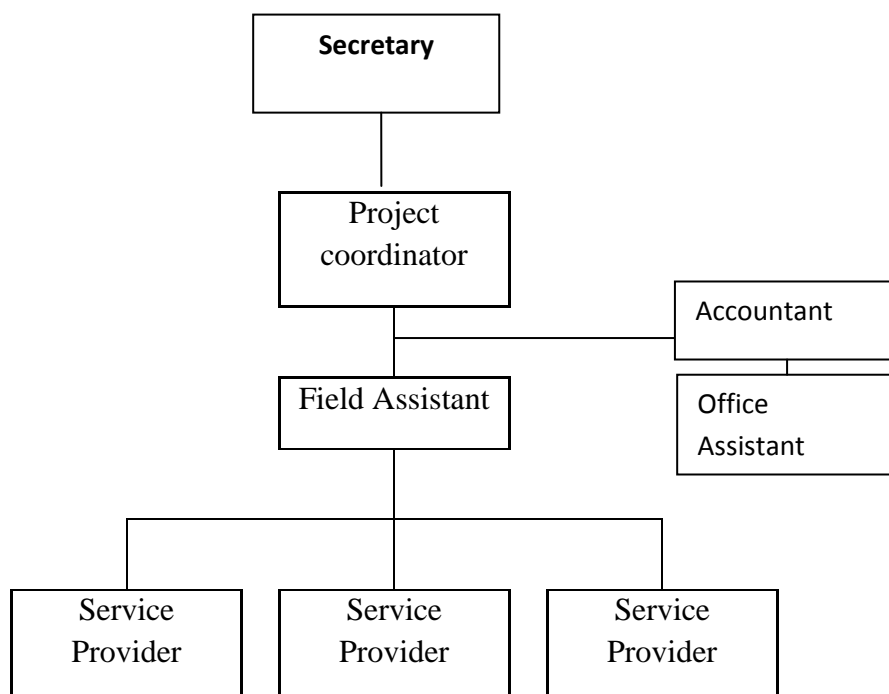 Secretary
Project
coordinator
Accountant
Field Assistant
Office
Assistant
Service
Provider
Service
Provider
Service
Provider